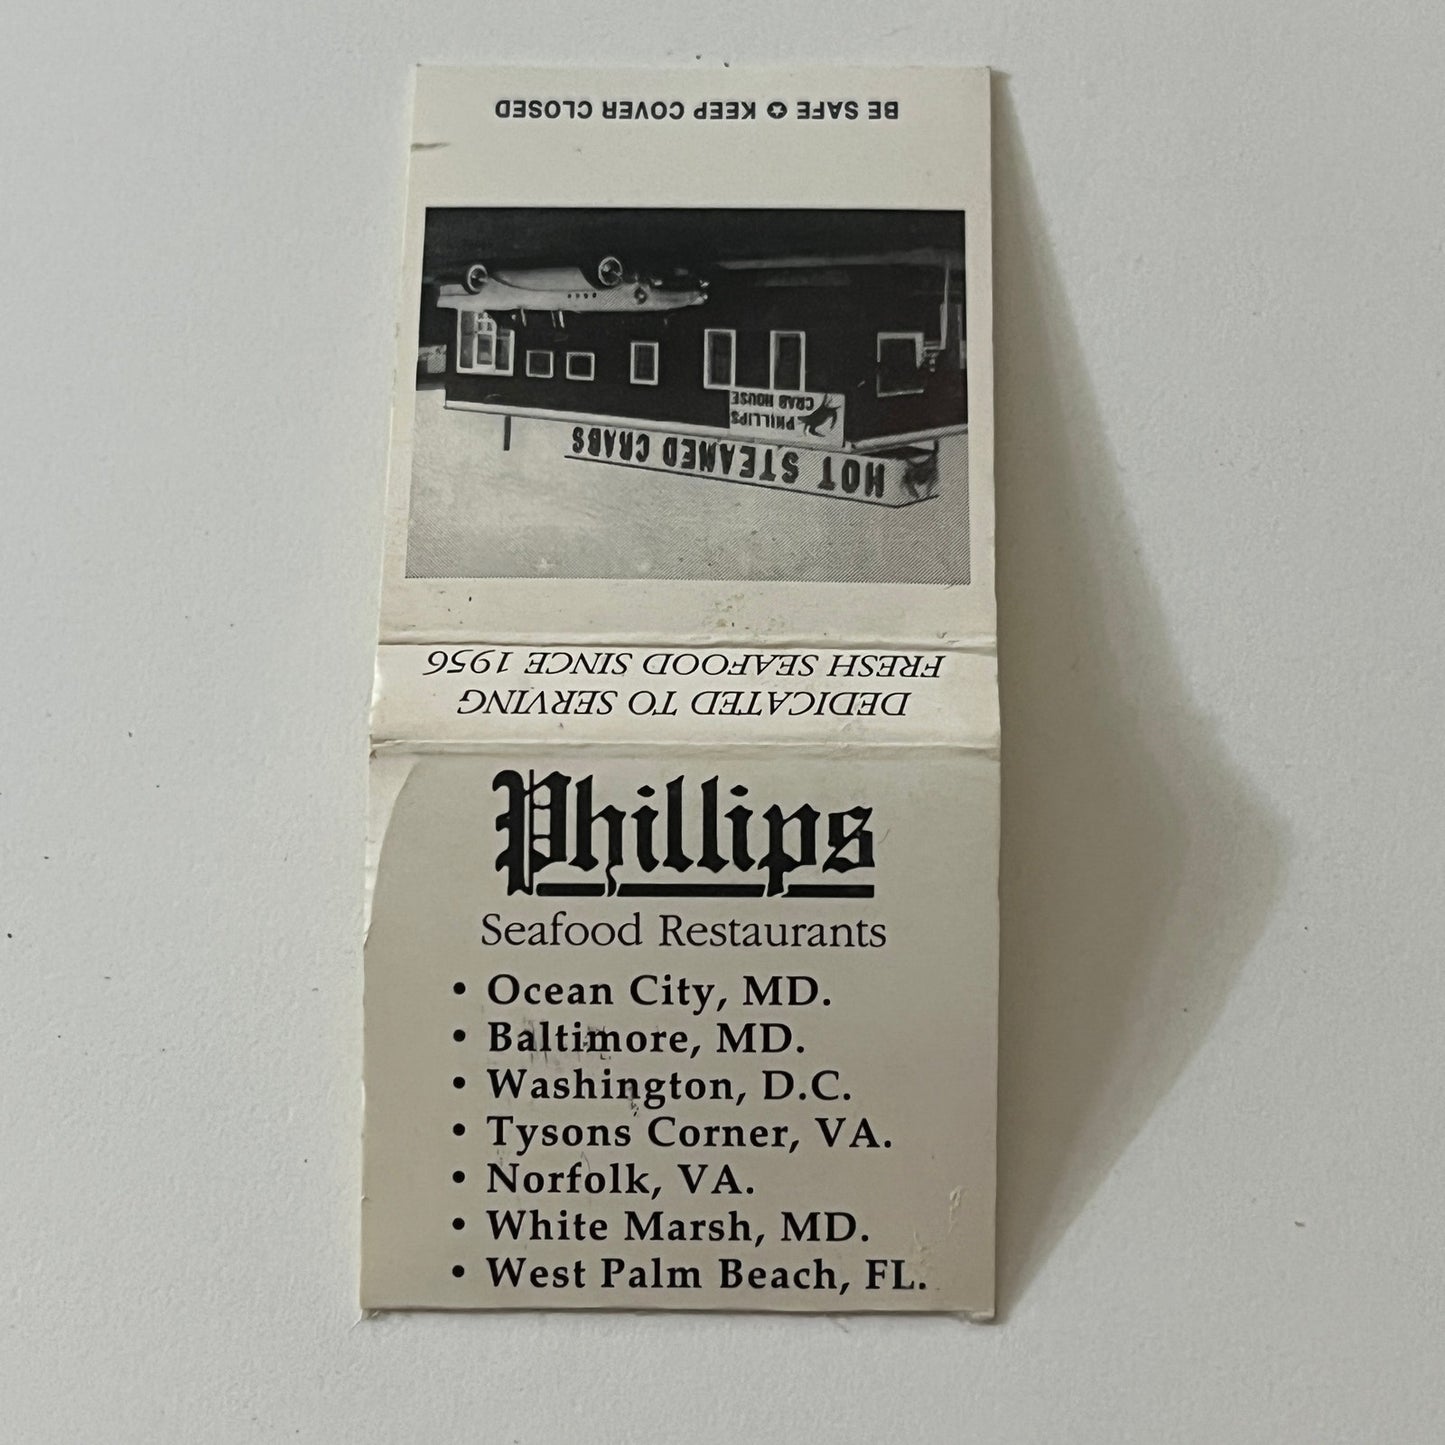 BE SAFE ✪ KEEP COVER CLOSED
HOT STEAMED CRABS
PHILLIPS
CRAB HOUSE
DEDICATED TO SERVING
FRESH SEAFOOD SINCE 1956
Phillips
Seafood Restaurants
• Ocean City, MD.
• Baltimore, MD.
• Washington, D.C.
• Tysons Corner, VA.
• Norfolk, VA.
• White Marsh, MD.
• West Palm Beach, FL.